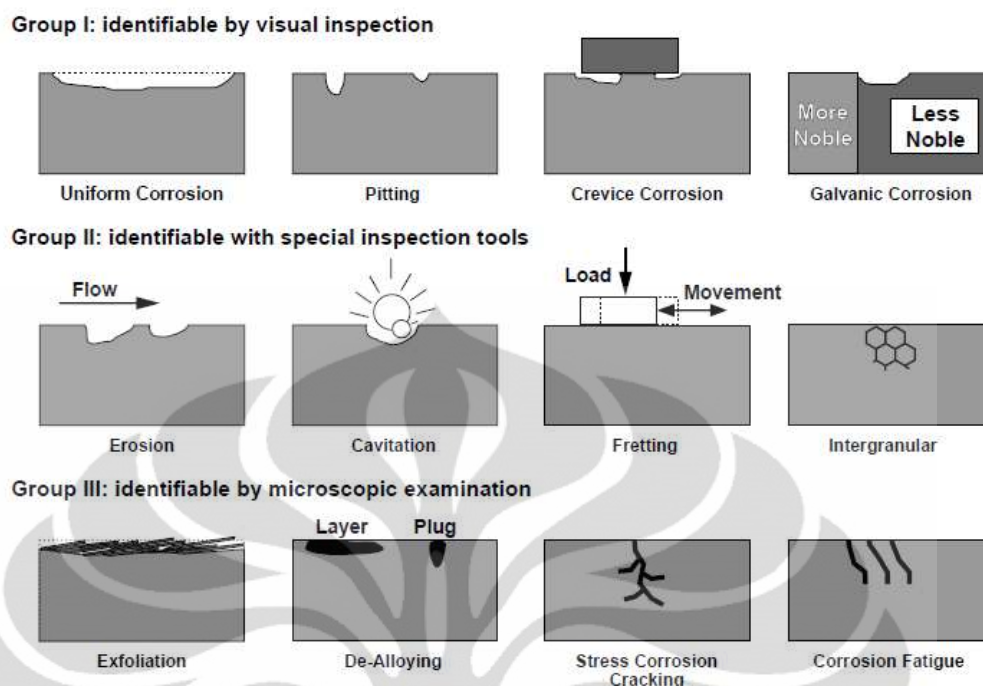 Group I: identifiable by visual inspection
More
Noble
Less
Noble
Uniform Corrosion
Pitting
Crevice Corrosion
Galvanic Corrosion
Group II: identifiable with special inspection tools
Flow
Load
Movement
Erosion
Cavitation
Fretting
Intergranular
Group III: identifiable by microscopic examination
Layer
Plug
Exfoliation
De-Alloying
Stress Corrosion
Cracking
Corrosion Fatigue